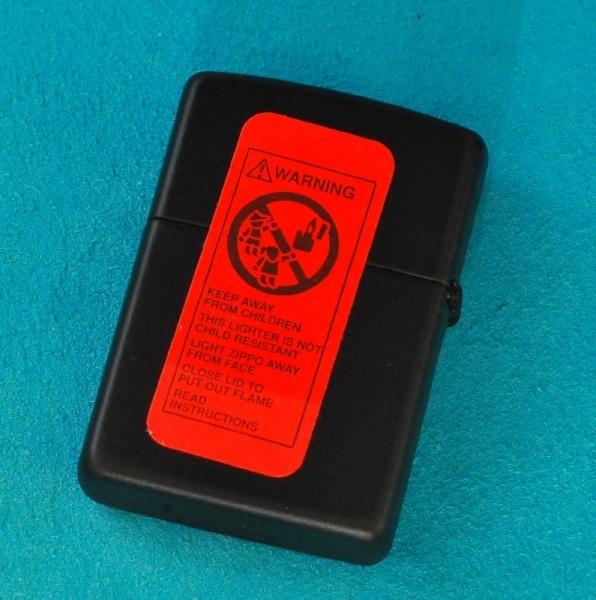 WARNING
KEEP AWAY
FROM CHILDREN
THIS LIGHTER IS NOT
CHILD RESISTANT
LIGHT ZIPPO AWAY
FROM FACE
CLOSE LID TO
PUT OUT FLAME
READ
INSTRUCTIONS